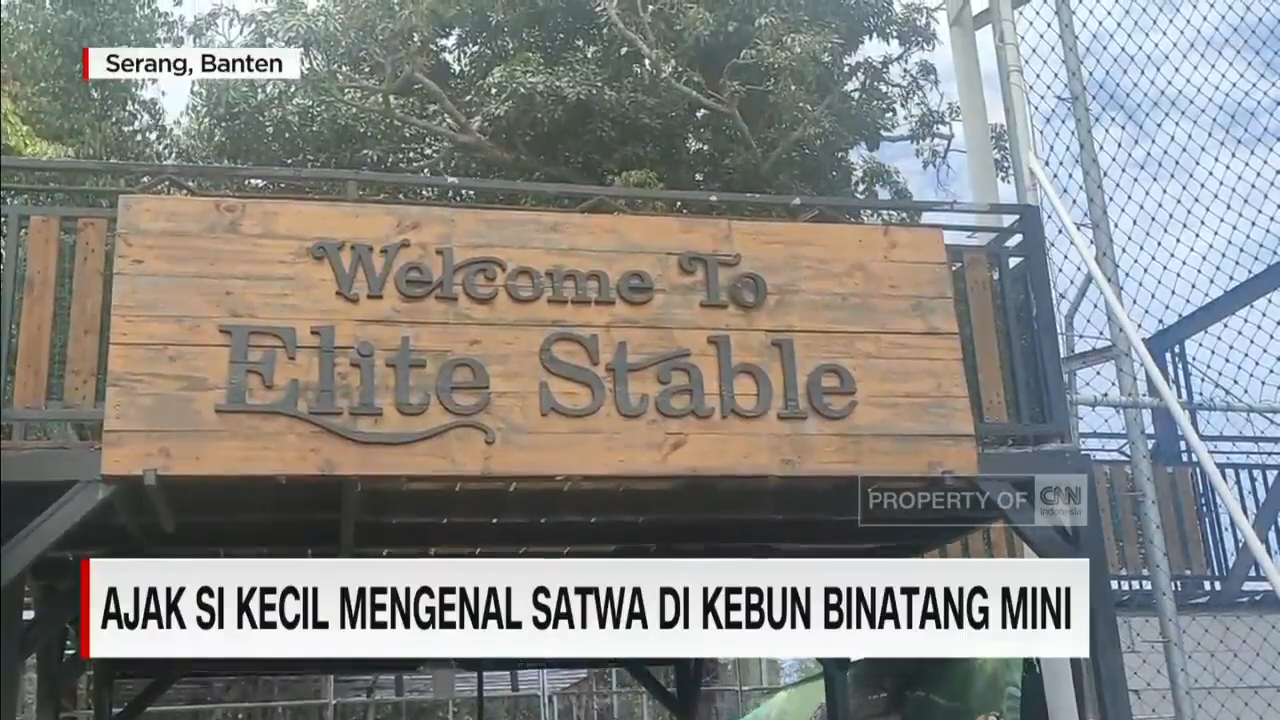 Serang, Banten
Welcome To
Elite Stable
PROPERTY OF CNN Indonesia
AJAK SI KECIL MENGENAL SATWA DI KEBUN BINATANG MINI